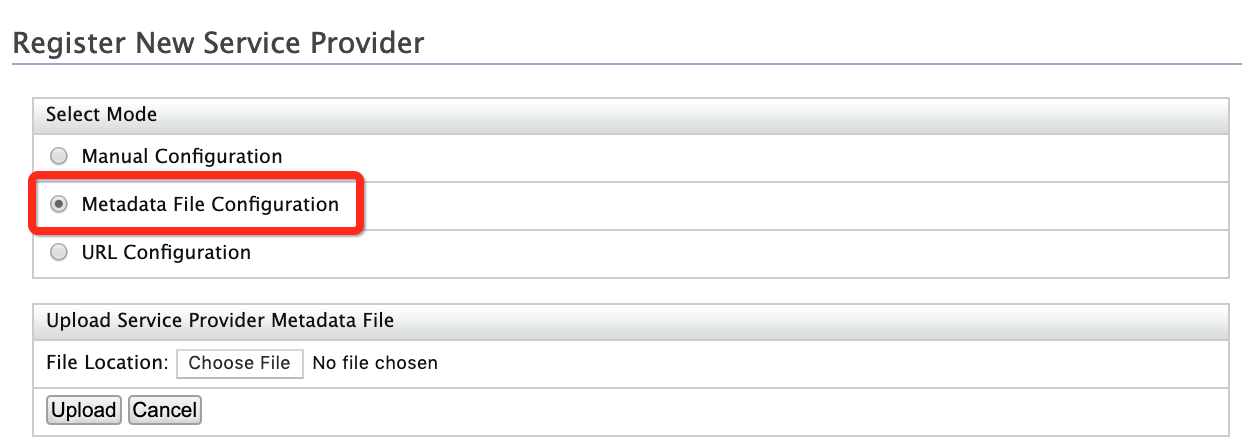 Register New Service Provider
Select Mode
Manual Configuration
Metadata File Configuration
URL Configuration
Upload Service Provider Metadata File
File Location: Choose File No file chosen
Upload Cancel